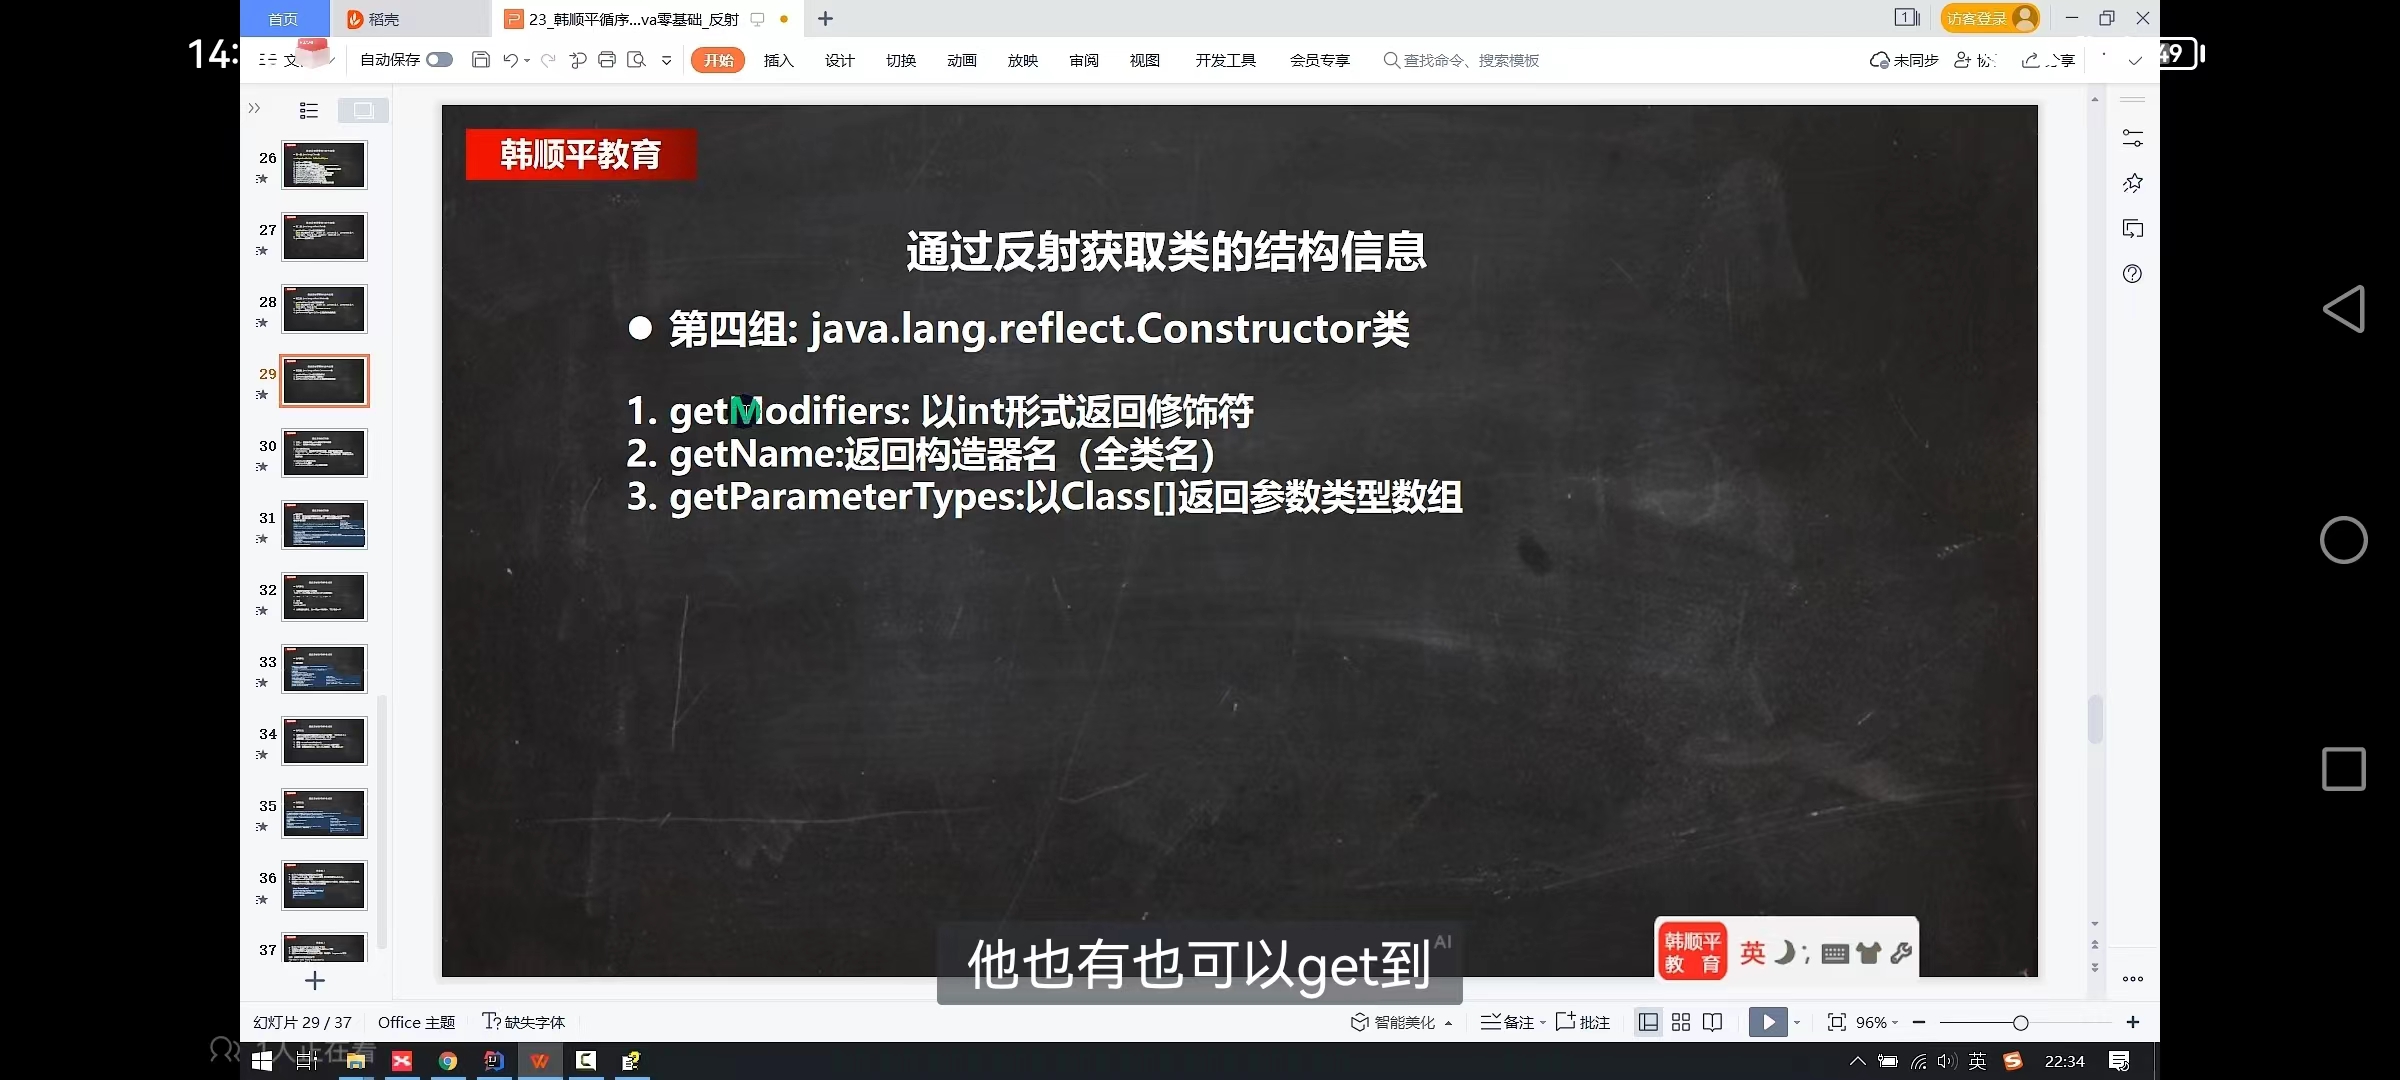 首页
稻壳
23_韩顺平循序...va零基础_反射
访客登录
14:
49
自动保存
开始
插入
设计
切换
动画
放映
审阅
视图
开发工具
会员专享
查找命令、搜索模板
未同步
韩顺平教育
通过反射获取类的结构信息
第四组: java.lang.reflect.Constructor类
1. getModifiers: 以int形式返回修饰符
2. getName:返回构造器名（全类名）
3. getParameterTypes:以Class[]返回参数类型数组
26
27
28
29
30
31
32
33
34
35
36
37
他也有也可以get到
AI
韩顺平
教 育
英
幻灯片 29 / 37
Office 主题
缺失字体
智能美化
备注
批注
96%
1人正在看
英
22:34